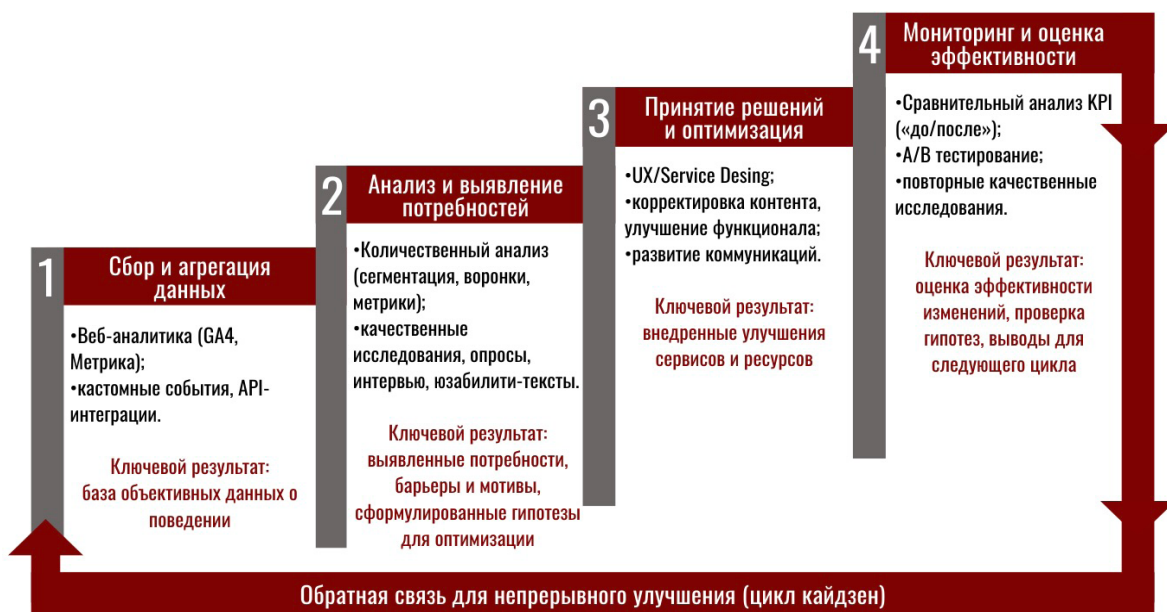 1
Сбор и агрегация
данных
•Веб-аналитика (GA4,
Метрика);
•кастомные события, API-
интеграции.
Ключевой результат:
база объективных данных о
поведении
2
Анализ и выявление
потребностей
•Количественный анализ
(сегментация, воронки,
метрики);
•качественные
исследования, опросы,
интервью, юзабилити-тексты.
Ключевой результат:
выявленные потребности,
барьеры и мотивы,
сформулированные гипотезы
для оптимизации
3
Принятие решений
и оптимизация
•UX/Service Desing;
•корректировка контента,
улучшение функционала;
•развитие коммуникаций.
Ключевой результат:
внедренные улучшения
сервисов и ресурсов
4
Мониторинг и оценка
эффективности
•Сравнительный анализ KPI
(«до/после»);
•A/B тестирование;
•повторные качественные
исследования.
Ключевой результат:
оценка эффективности
изменений, проверка
гипотез, выводы для
следующего цикла
Обратная связь для непрерывного улучшения (цикл кайдзен)